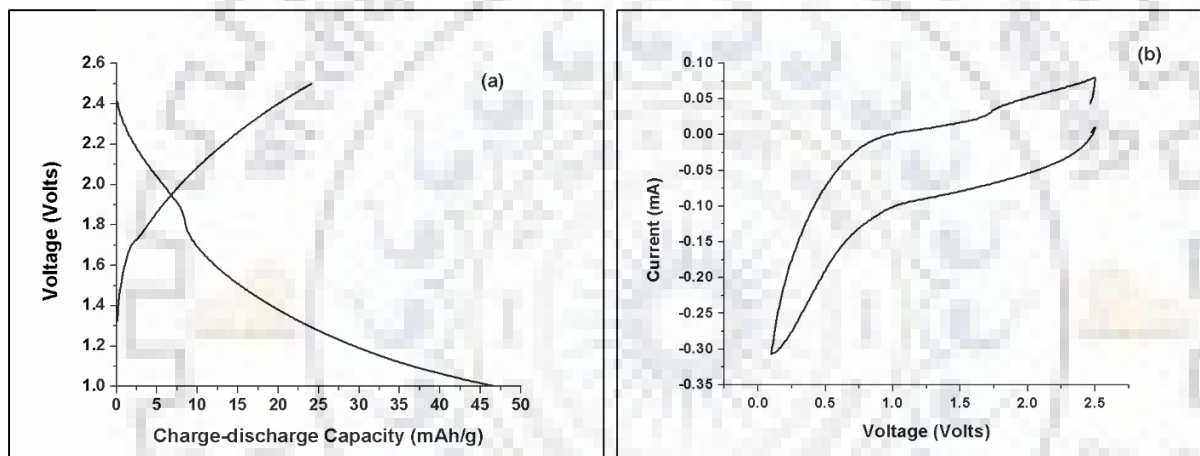 (a)
2.6
2.4
2.2
2.0
1.8
1.6
1.4
1.2
1.0
0 5 10 15 20 25 30 35 40 45 50
Voltage (Volts)
Charge-discharge Capacity (mAh/g)
(b)
0.10
0.05
0.00
-0.05
-0.10
-0.15
-0.20
-0.25
-0.30
-0.35
0.0 0.5 1.0 1.5 2.0 2.5
Current (mA)
Voltage (Volts)